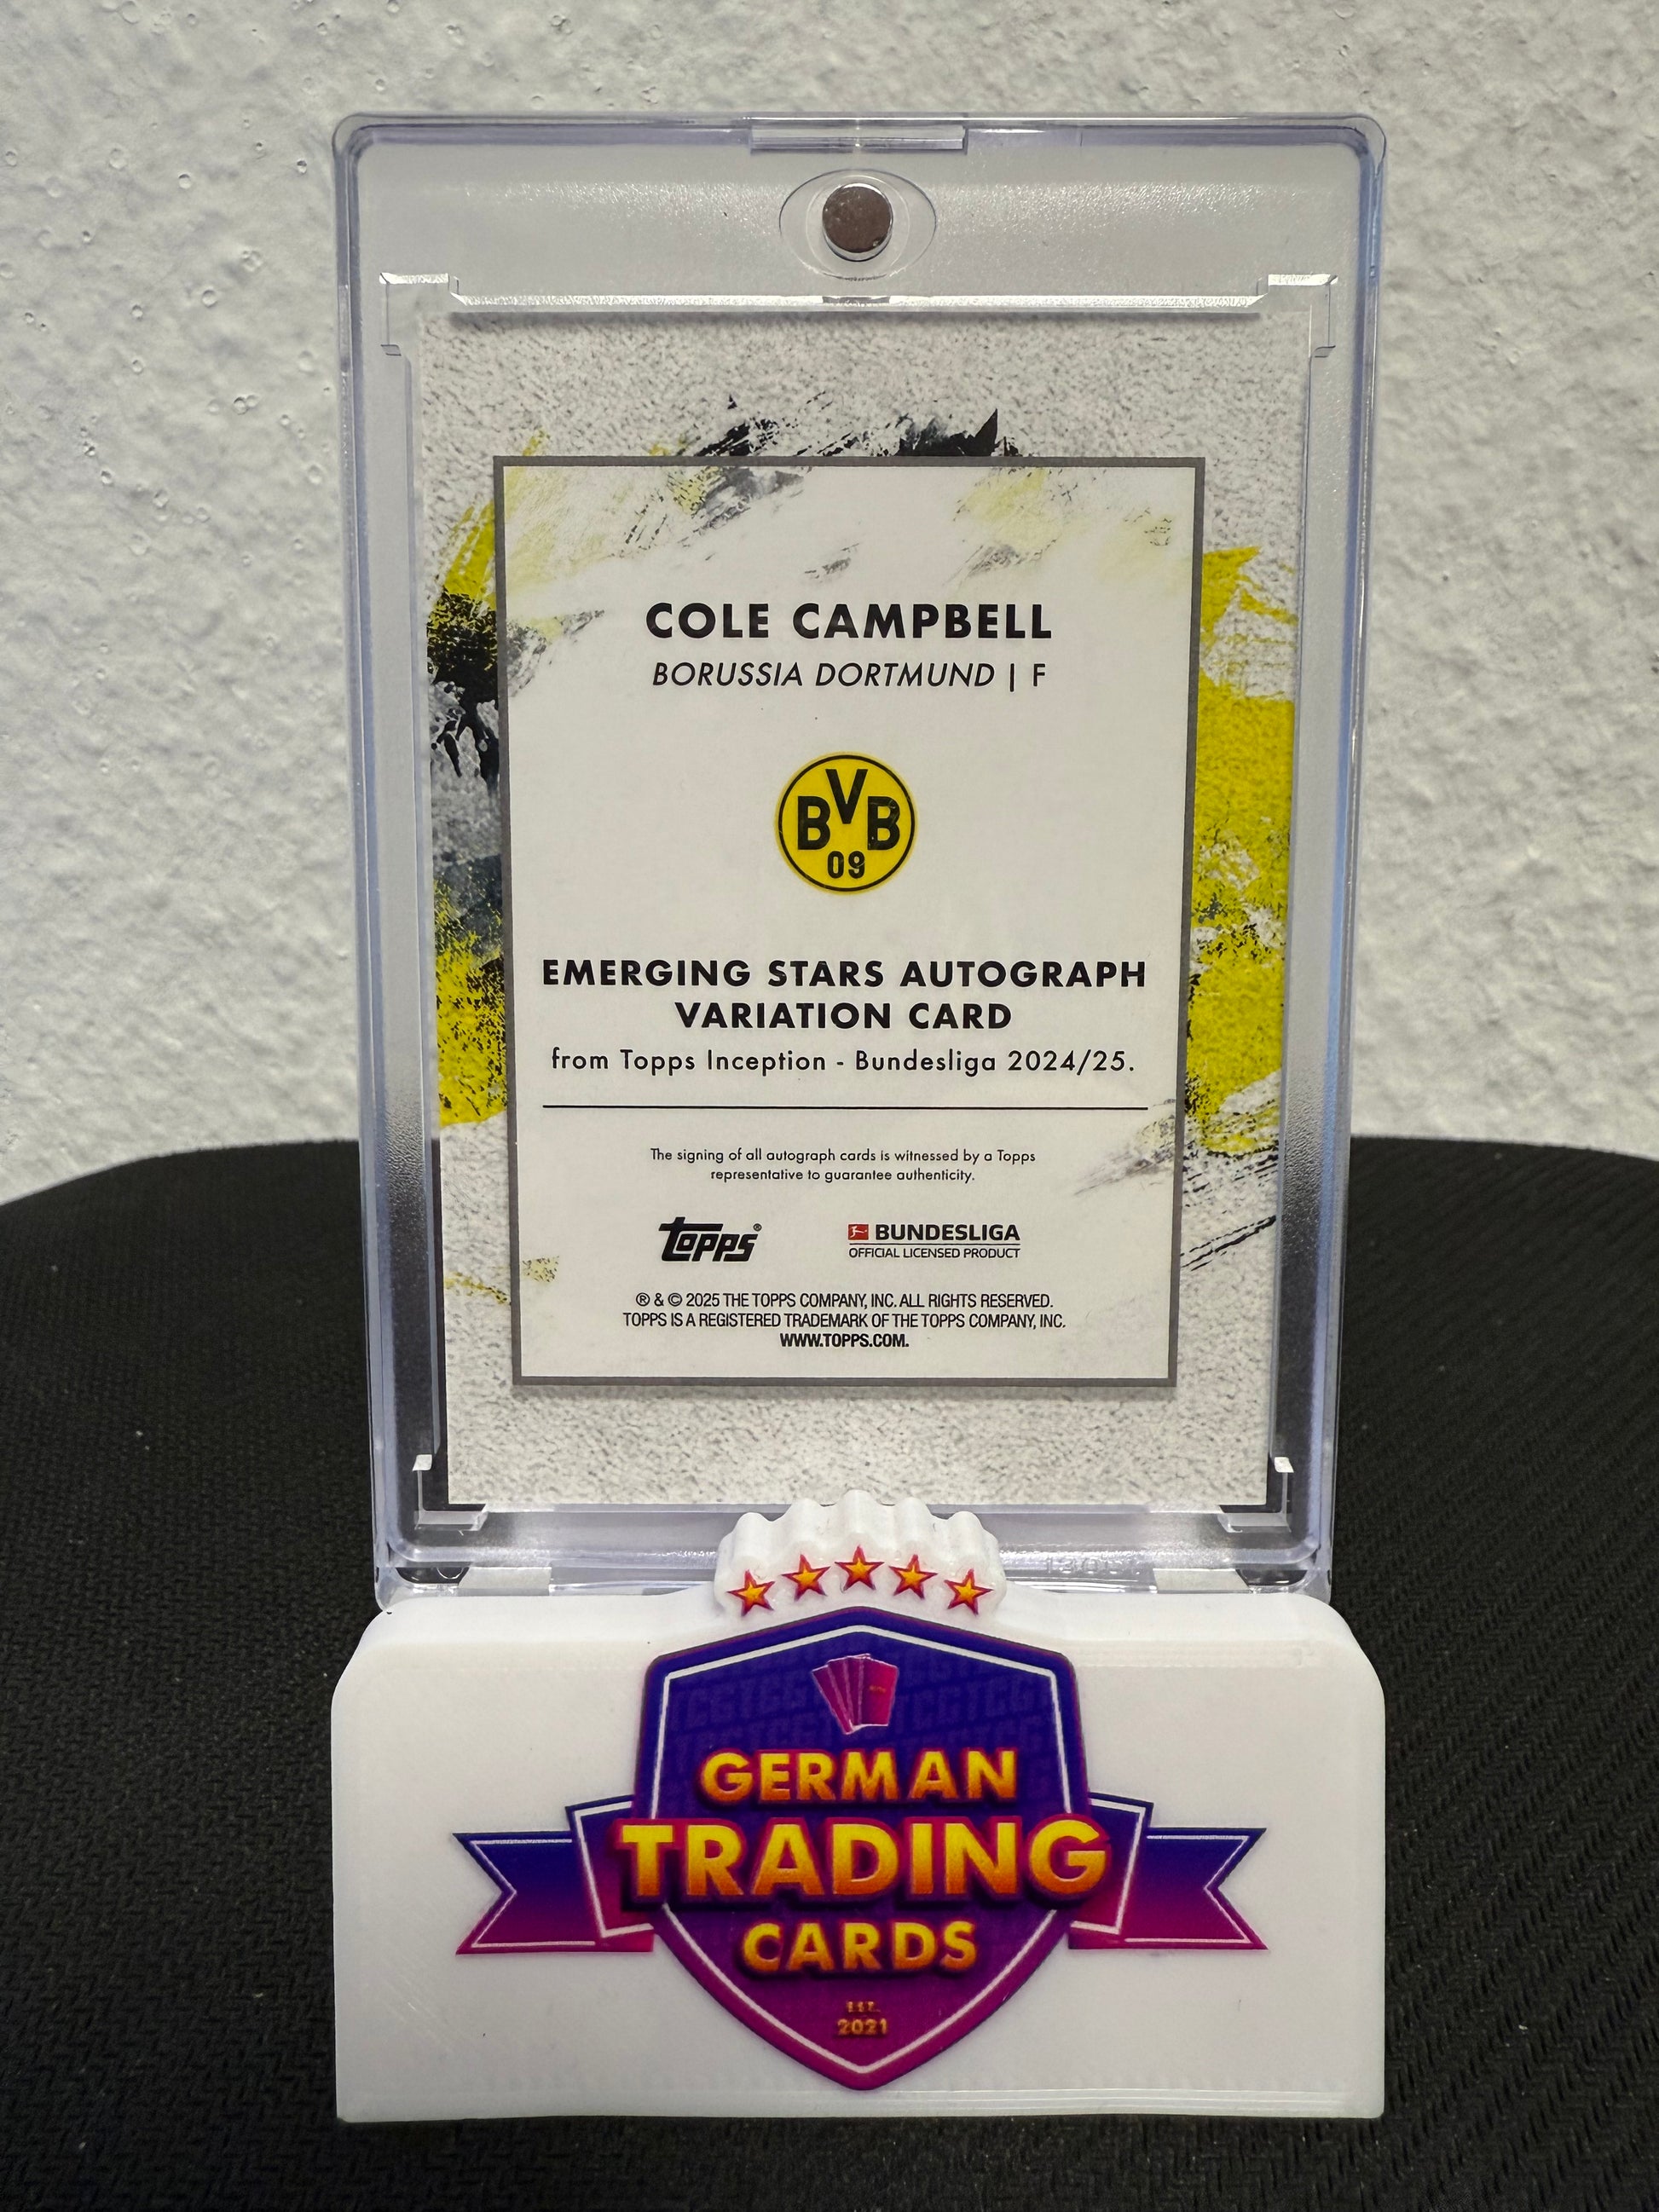 COLE CAMPBELL
BORUSSIA DORTMUND | F
BVB
09
EMERGING STARS AUTOGRAPH
VARIATION CARD
from Topps Inception - Bundesliga 2024/25.
The signing of all autograph cards is witnessed by a Topps
representative to guarantee authenticity.
Topps®
BUNDESLIGA
OFFICIAL LICENSED PRODUCT
® & © 2025 THE TOPPS COMPANY, INC. ALL RIGHTS RESERVED.
TOPPS IS A REGISTERED TRADEMARK OF THE TOPPS COMPANY, INC.
WWW.TOPPS.COM.
GERMAN
TRADING
CARDS
EST.
2021